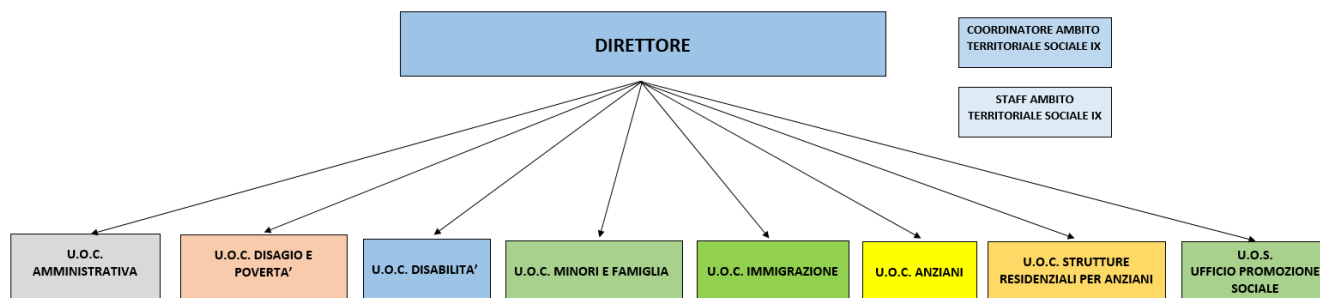 DIRETTORE
COORDINATORE AMBITO
TERRITORIALE SOCIALE IX
STAFF AMBITO
TERRITORIALE SOCIALE IX
U.O.C.
AMMINISTRATIVA
U.O.C. DISAGIO E
POVERTA’
U.O.C. DISABILITA’
U.O.C. MINORI E FAMIGLIA
U.O.C. IMMIGRAZIONE
U.O.C. ANZIANI
U.O.C. STRUTTURE
RESIDENZIALI PER ANZIANI
U.O.S.
UFFICIO PROMOZIONE
SOCIALE